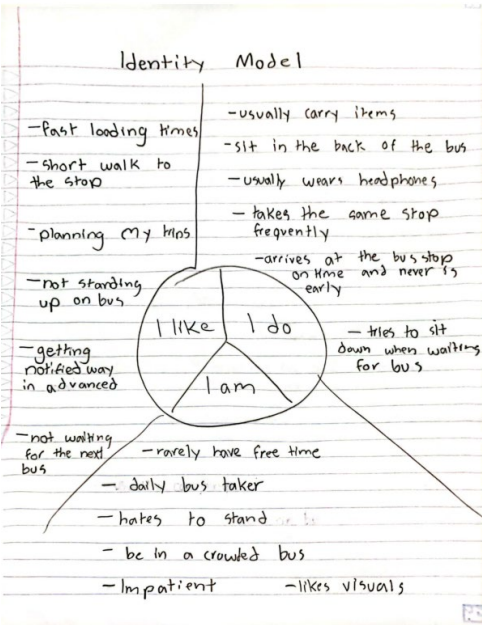 Identity Model
-fast loading times
-short walk to
the stop
-planning my trips
-not standing
up on bus
-getting
notified way
in advanced
-not waiting
for the next
bus
-usually carry items
-sit in the back of the bus
-usually wears headphones
- takes the same stop
frequently
-arrives at the bus stop
on time and never is
early
- tries to sit
down when waiting
for bus
I like
I do
I am
-rarely have free time
- daily bus taker
- hates to stand
- be in a crowded bus
- Impatient -likes visuals